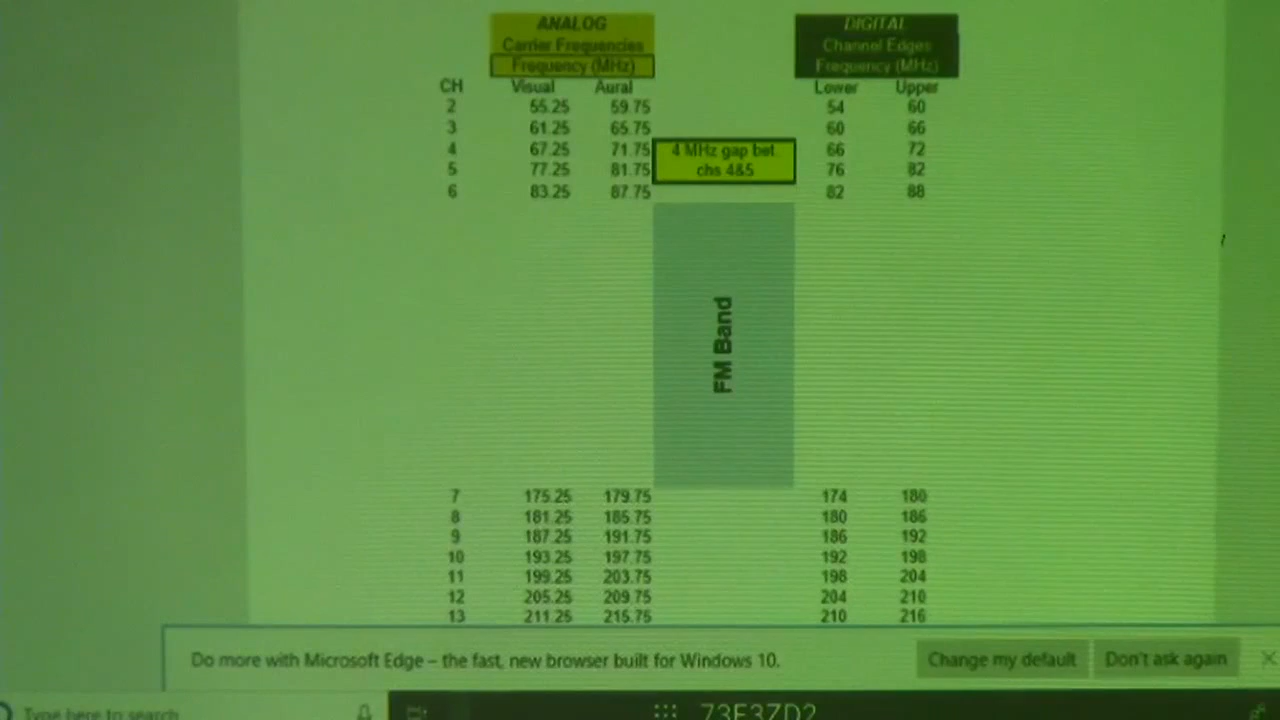 ANALOG DIGITAL
Carrier Frequencies Channel Edges
Frequency (MHz) Frequency (MHz)
CH Visual Aural Lower Upper
2 55.25 59.75 54 60
3 61.25 65.75 60 66
4 67.25 71.75 4 MHz gap bet. 66 72
5 77.25 81.75 chs 4&5 76 82
6 83.25 87.75 82 88
FM Band
7 175.25 179.75 174 180
8 181.25 185.75 180 186
9 187.25 191.75 186 192
10 193.25 197.75 192 198
11 199.25 203.75 198 204
12 205.25 209.75 204 210
13 211.25 215.75 210 216
Do more with Microsoft Edge – the fast, new browser built for Windows 10. Change my default Don't ask again
Type here to search 73F3ZD2